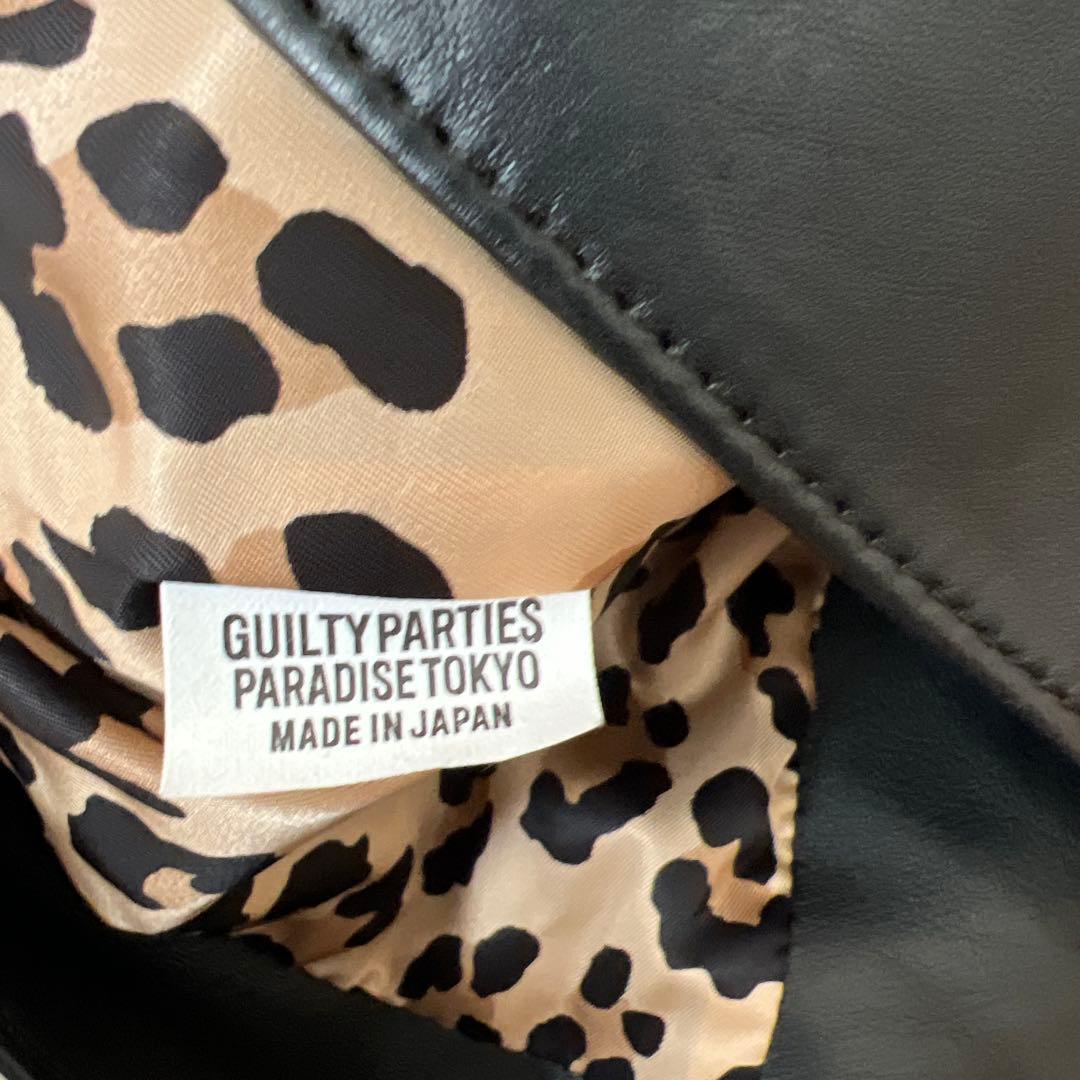 GUILTY PARTIES
PARADISE TOKYO
MADE IN JAPAN